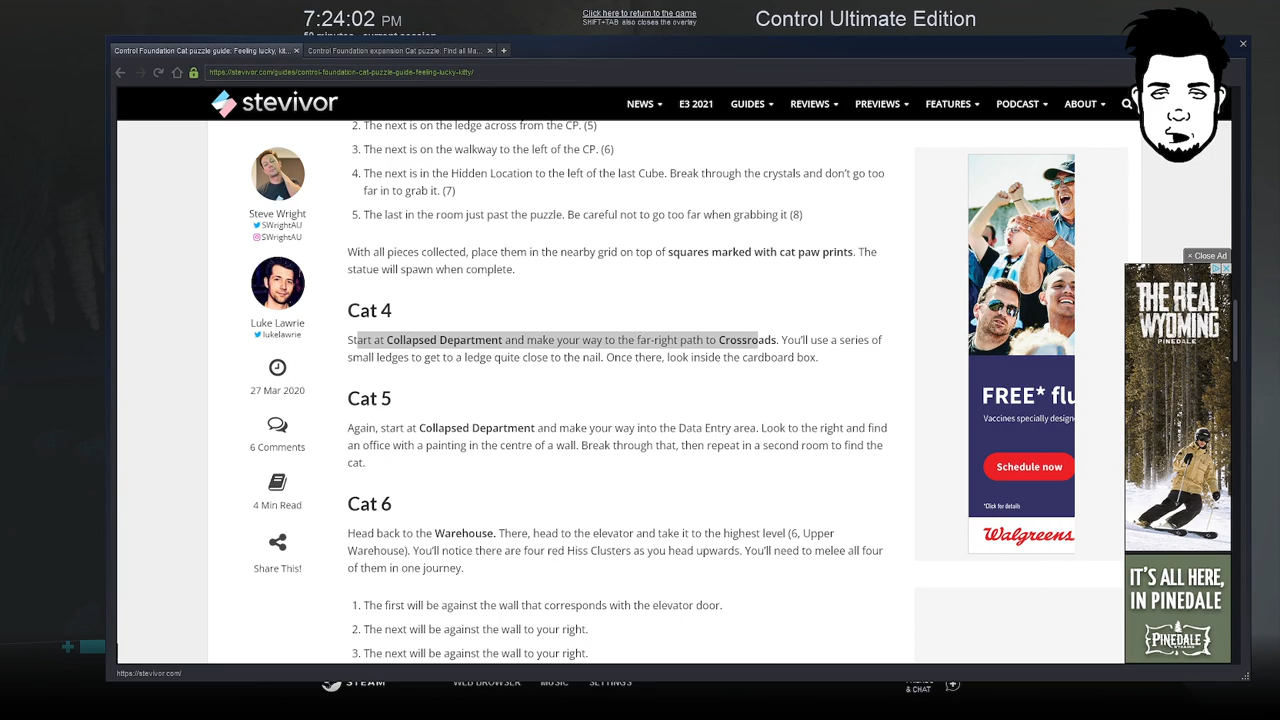 7:24:02 PM
Click here to return to the game
SHIFT+TAB also closes the overlay
Control Ultimate Edition
Control Foundation Cat puzzle guide: Feeling lucky, kit...
Control Foundation expansion Cat puzzle: Find all Ma...
https://stevivor.com/guides/control-foundation-cat-puzzle-guide-feeling-lucky-kitty/
stevivor
NEWS
E3 2021
GUIDES
REVIEWS
PREVIEWS
FEATURES
PODCAST
ABOUT
2. The next is on the ledge across from the CP. (5)
3. The next is on the walkway to the left of the CP. (6)
4. The next is in the Hidden Location to the left of the last Cube. Break through the crystals and don't go too
far in to grab it. (7)
5. The last in the room just past the puzzle. Be careful not to go too far when grabbing it (8)
With all pieces collected, place them in the nearby grid on top of squares marked with cat paw prints. The
statue will spawn when complete.
Cat 4
Start at Collapsed Department and make your way to the far-right path to Crossroads. You'll use a series of
small ledges to get to a ledge quite close to the nail. Once there, look inside the cardboard box.
Cat 5
Again, start at Collapsed Department and make your way into the Data Entry area. Look to the right and find
an office with a painting in the centre of a wall. Break through that, then repeat in a second room to find the
cat.
Cat 6
Head back to the Warehouse. There, head to the elevator and take it to the highest level (6, Upper
Warehouse). You'll notice there are four red Hiss Clusters as you head upwards. You'll need to melee all four
of them in one journey.
1. The first will be against the wall that corresponds with the elevator door.
2. The next will be against the wall to your right.
3. The next will be against the wall to your right.
Steve Wright
SWrightAU
SWrightAU
Luke Lawrie
lukelawrie
27 Mar 2020
6 Comments
4 Min Read
Share This!
FREE* flu
Vaccines specially design
Schedule now
*Click for details
Walgreens
× Close Ad
THE REAL
WYOMING
PINEDALE
IT'S ALL HERE,
IN PINEDALE
PINEDALE
https://stevivor.com/
STEAM
WEB BROWSER
MUSIC
SETTINGS
& CHAT